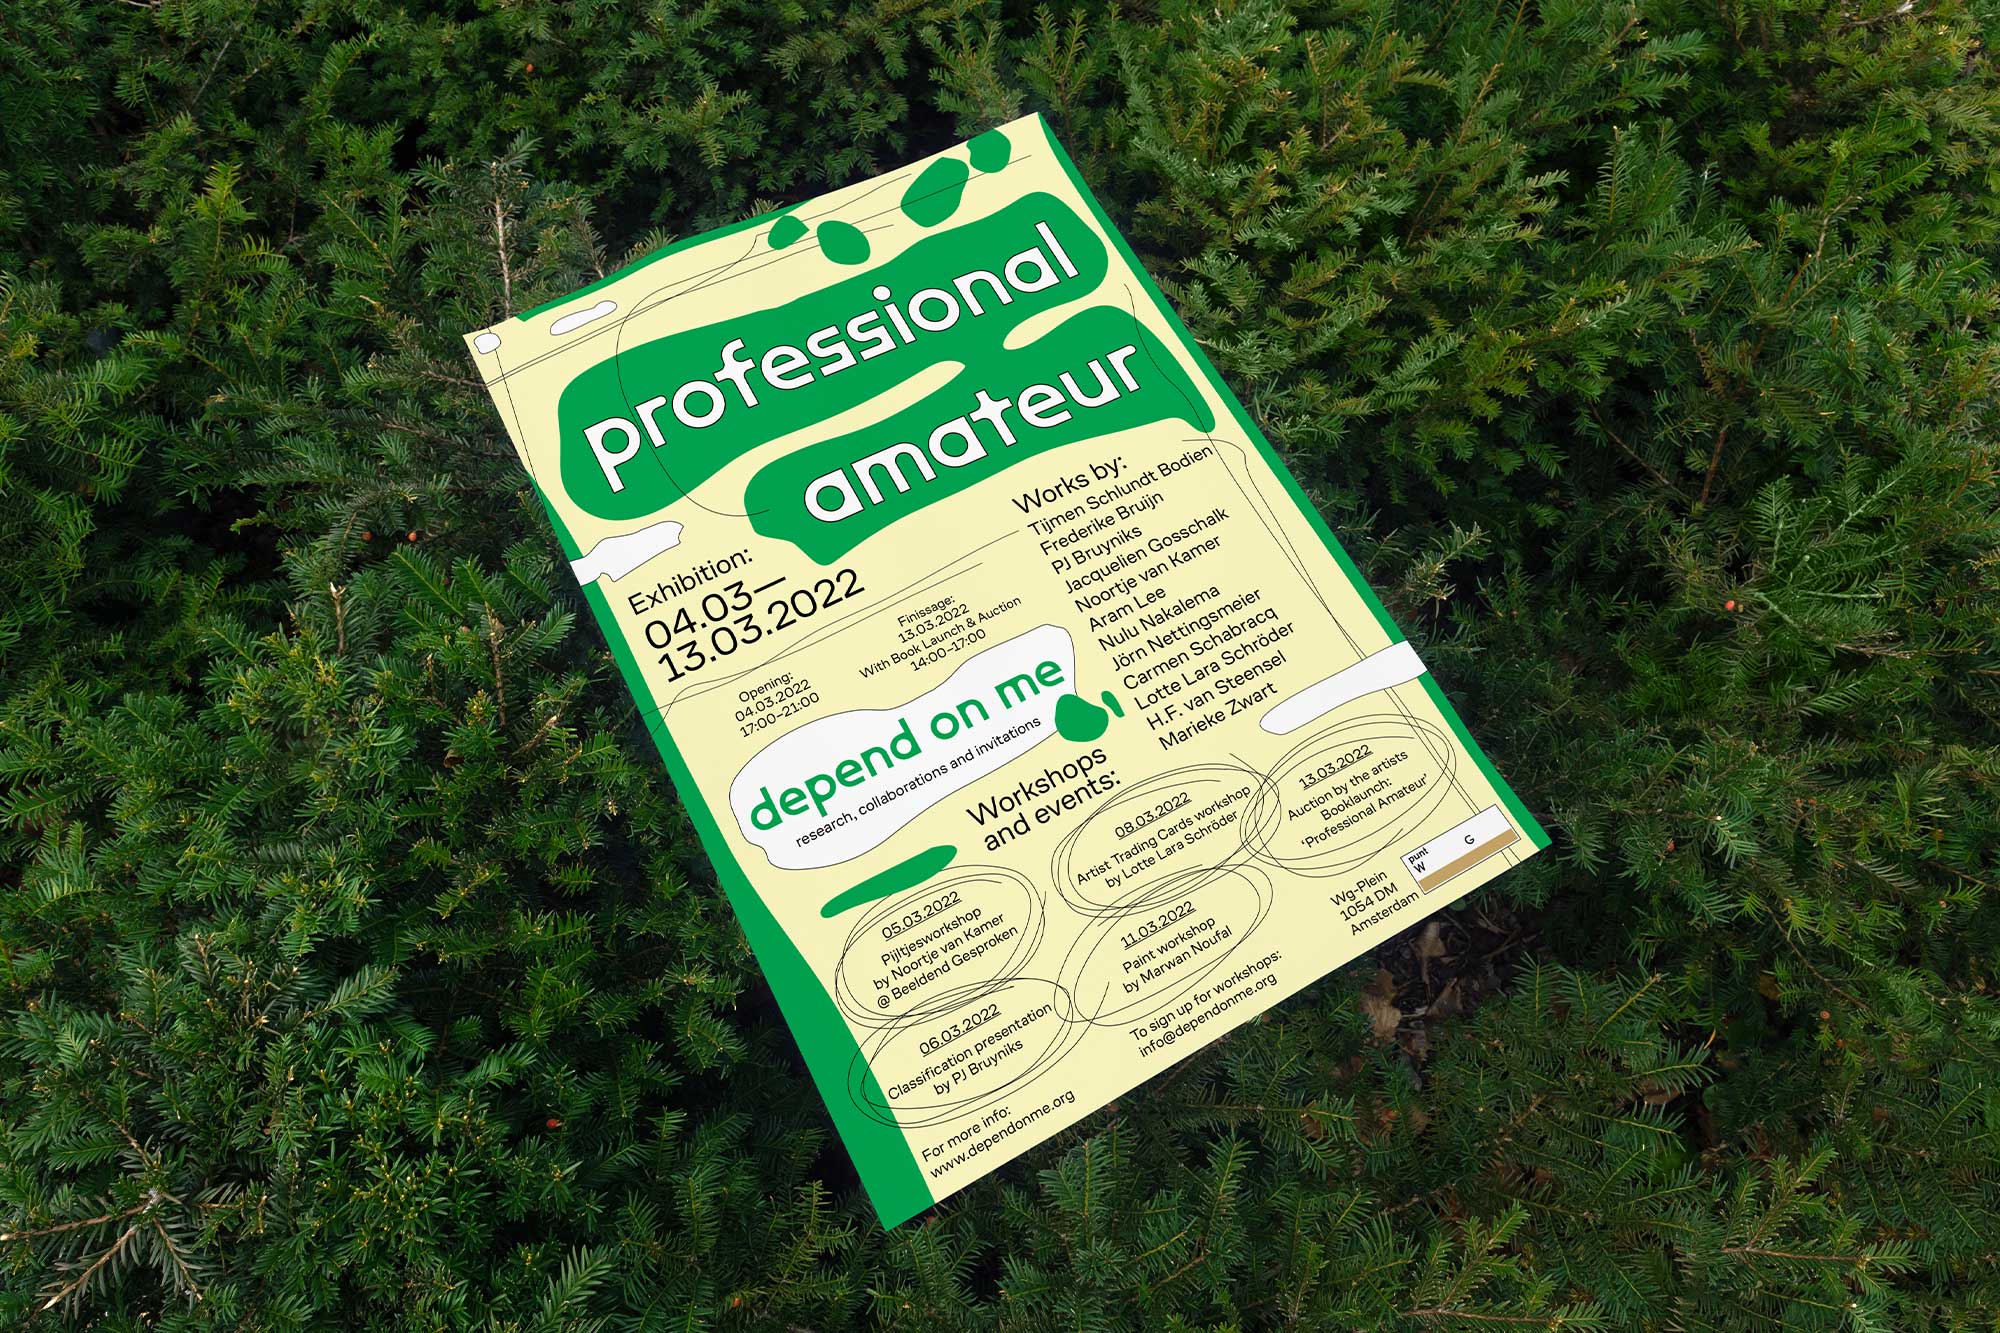 professional
amateur
Exhibition:
04.03—
13.03.2022
Opening:
04.03.2022
17:00–21:00
Finissage:
13.03.2022
With Book Launch & Auction
14:00–17:00
Works by:
Tijmen Schlundt Bodien
Frederike Bruijn
PJ Bruyniks
Jacquelien Gosschalk
Noortje van Kamer
Aram Lee
Nulu Nakalema
Jörn Nettingsmeier
Carmen Schabracq
Lotte Lara Schröder
H.F. van Steensel
Marieke Zwart
depend on me
research, collaborations and invitations
Workshops
and events:
05.03.2022
Pijltjesworkshop
by Noortje van Kamer
@ Beeldend Gesproken
06.03.2022
Classification presentation
by PJ Bruyniks
08.03.2022
Artist Trading Cards workshop
by Lotte Lara Schröder
11.03.2022
Paint workshop
by Marwan Noufal
13.03.2022
Auction by the artists
Booklaunch:
‘Professional Amateur’
For more info:
www.dependonme.org
To sign up for workshops:
info@dependonme.org
Wg-Plein
1054 DM
Amsterdam
punt
W G